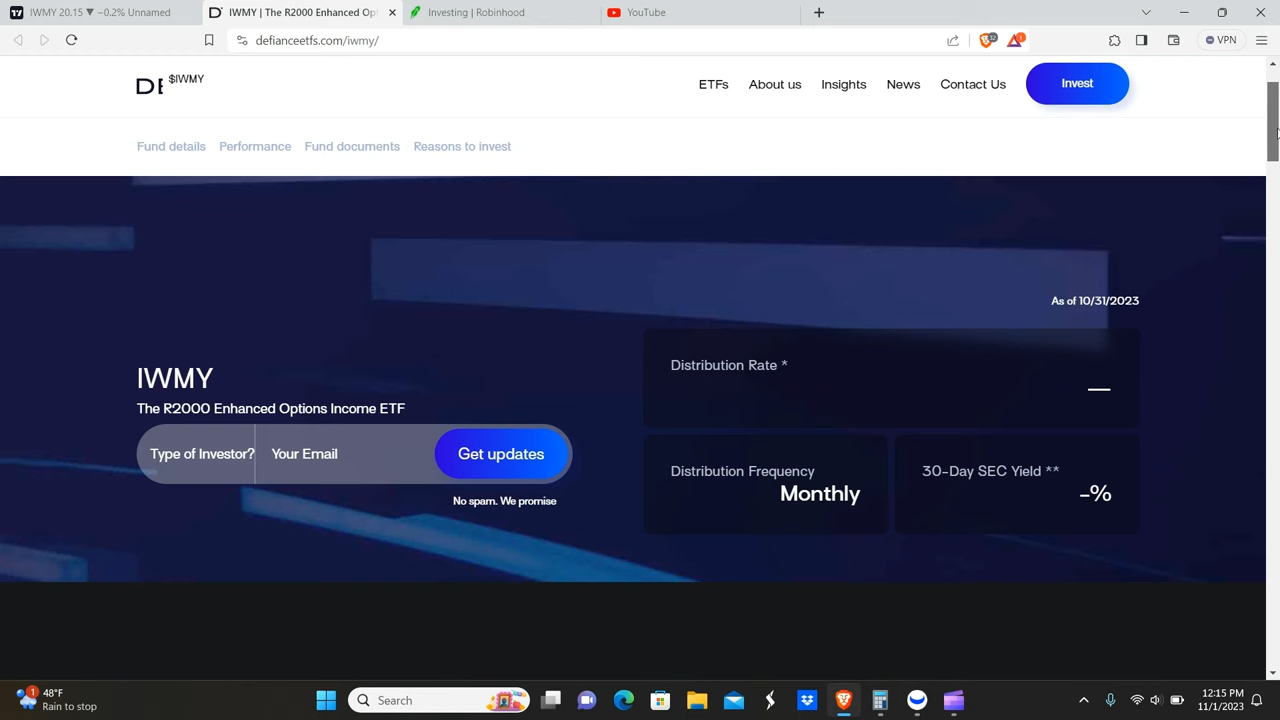 IWMY 20.15 ▼ −0.2% Unnamed
IWMY | The R2000 Enhanced Op
Investing | Robinhood
YouTube
defianceetfs.com/iwmy/
32
1
VPN
DE $IWMY
ETFs About us Insights News Contact Us Invest
Fund details Performance Fund documents Reasons to invest
As of 10/31/2023
Distribution Rate *
—
IWMY
The R2000 Enhanced Options Income ETF
Type of Investor? Your Email Get updates
No spam. We promise
Distribution Frequency
Monthly
30-Day SEC Yield **
-%
1
48°F
Rain to stop
Search
12:15 PM
11/1/2023